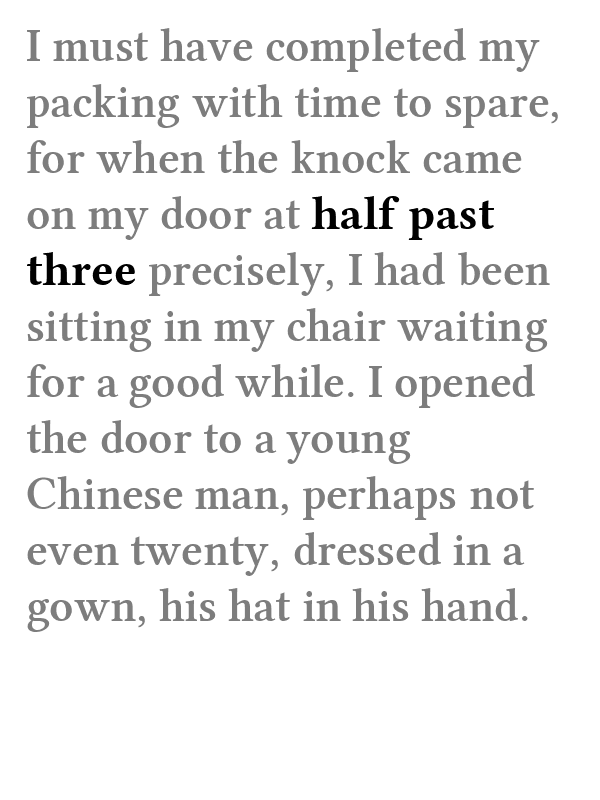 I must have completed my
packing with time to spare,
for when the knock came
on my door at half past
three precisely, I had been
sitting in my chair waiting
for a good while. I opened
the door to a young
Chinese man, perhaps not
even twenty, dressed in a
gown, his hat in his hand.